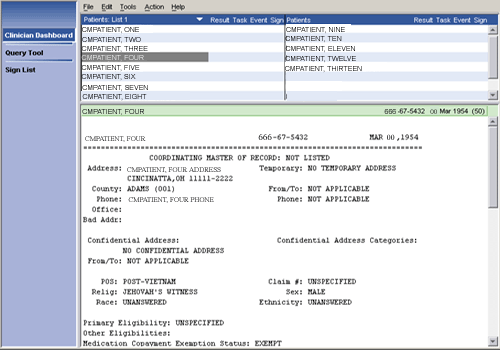 File Edit Tools Action Help
Clinician Dashboard
Query Tool
Sign List
Patients: List 1 Result Task Event Sign
CMPATIENT, ONE
CMPATIENT, TWO
CMPATIENT, THREE
CMPATIENT, FOUR
CMPATIENT, FIVE
CMPATIENT, SIX
CMPATIENT, SEVEN
CMPATIENT, EIGHT
Patients Result Task Event Sign
CMPATIENT, NINE
CMPATIENT, TEN
CMPATIENT, ELEVEN
CMPATIENT, TWELVE
CMPATIENT, THIRTEEN
CMPATIENT, FOUR 666-67-5432 00 Mar 1954 (50)
CMPATIENT, FOUR 666-67-5432 MAR 00 ,1954
=======================================================================
COORDINATING MASTER OF RECORD: NOT LISTED
Address: CMPATIENT, FOUR ADDRESS Temporary: NO TEMPORARY ADDRESS
CINCINATTA,OH 11111-2222
County: ADAMS (001) From/To: NOT APPLICABLE
Phone: CMPATIENT, FOUR PHONE Phone: NOT APPLICABLE
Office:
Bad Addr:
Confidential Address: Confidential Address Categories:
NO CONFIDENTIAL ADDRESS
From/To: NOT APPLICABLE
POS: POST-VIETNAM Claim #: UNSPECIFIED
Relig: JEHOVAH'S WITNESS Sex: MALE
Race: UNANSWERED Ethnicity: UNANSWERED
Primary Eligibility: UNSPECIFIED
Other Eligibilities:
Medication Copayment Exemption Status: EXEMPT